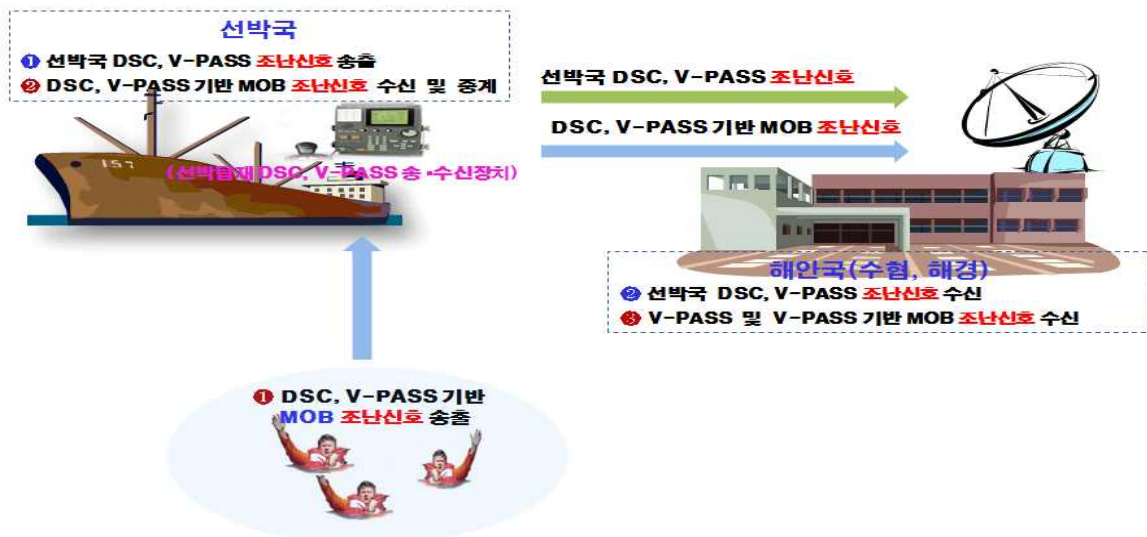 선박국
❶ 선박국 DSC, V-PASS 조난신호 송출
❷ DSC, V-PASS 기반 MOB 조난신호 수신 및 중계
157
(선박탑재 DSC, V-PASS 송·수신장치)
선박국 DSC, V-PASS 조난신호
DSC, V-PASS 기반 MOB 조난신호
해안국(수협, 해경)
❷ 선박국 DSC, V-PASS 조난신호 수신
❸ V-PASS 및 V-PASS 기반 MOB 조난신호 수신
❶ DSC, V-PASS 기반
MOB 조난신호 송출